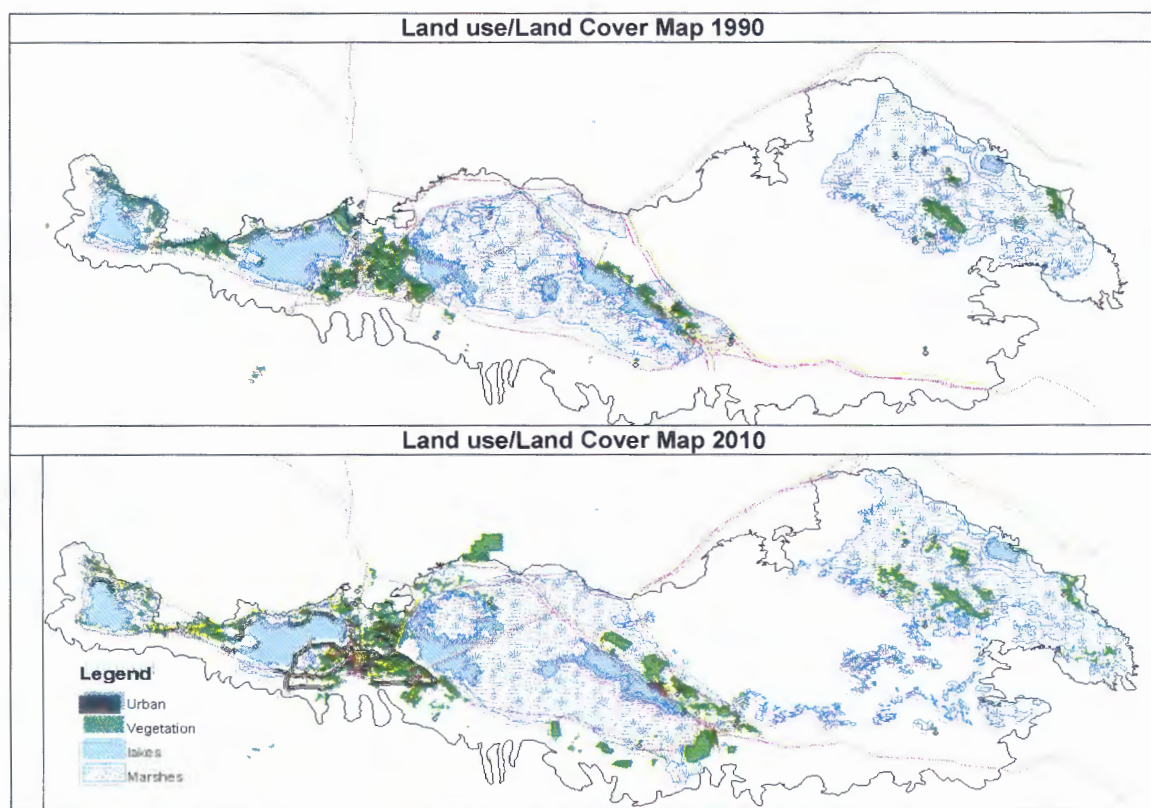 Land use/Land Cover Map 1990
Land use/Land Cover Map 2010
Legend
Urban
Vegetation
lakes
Marshes